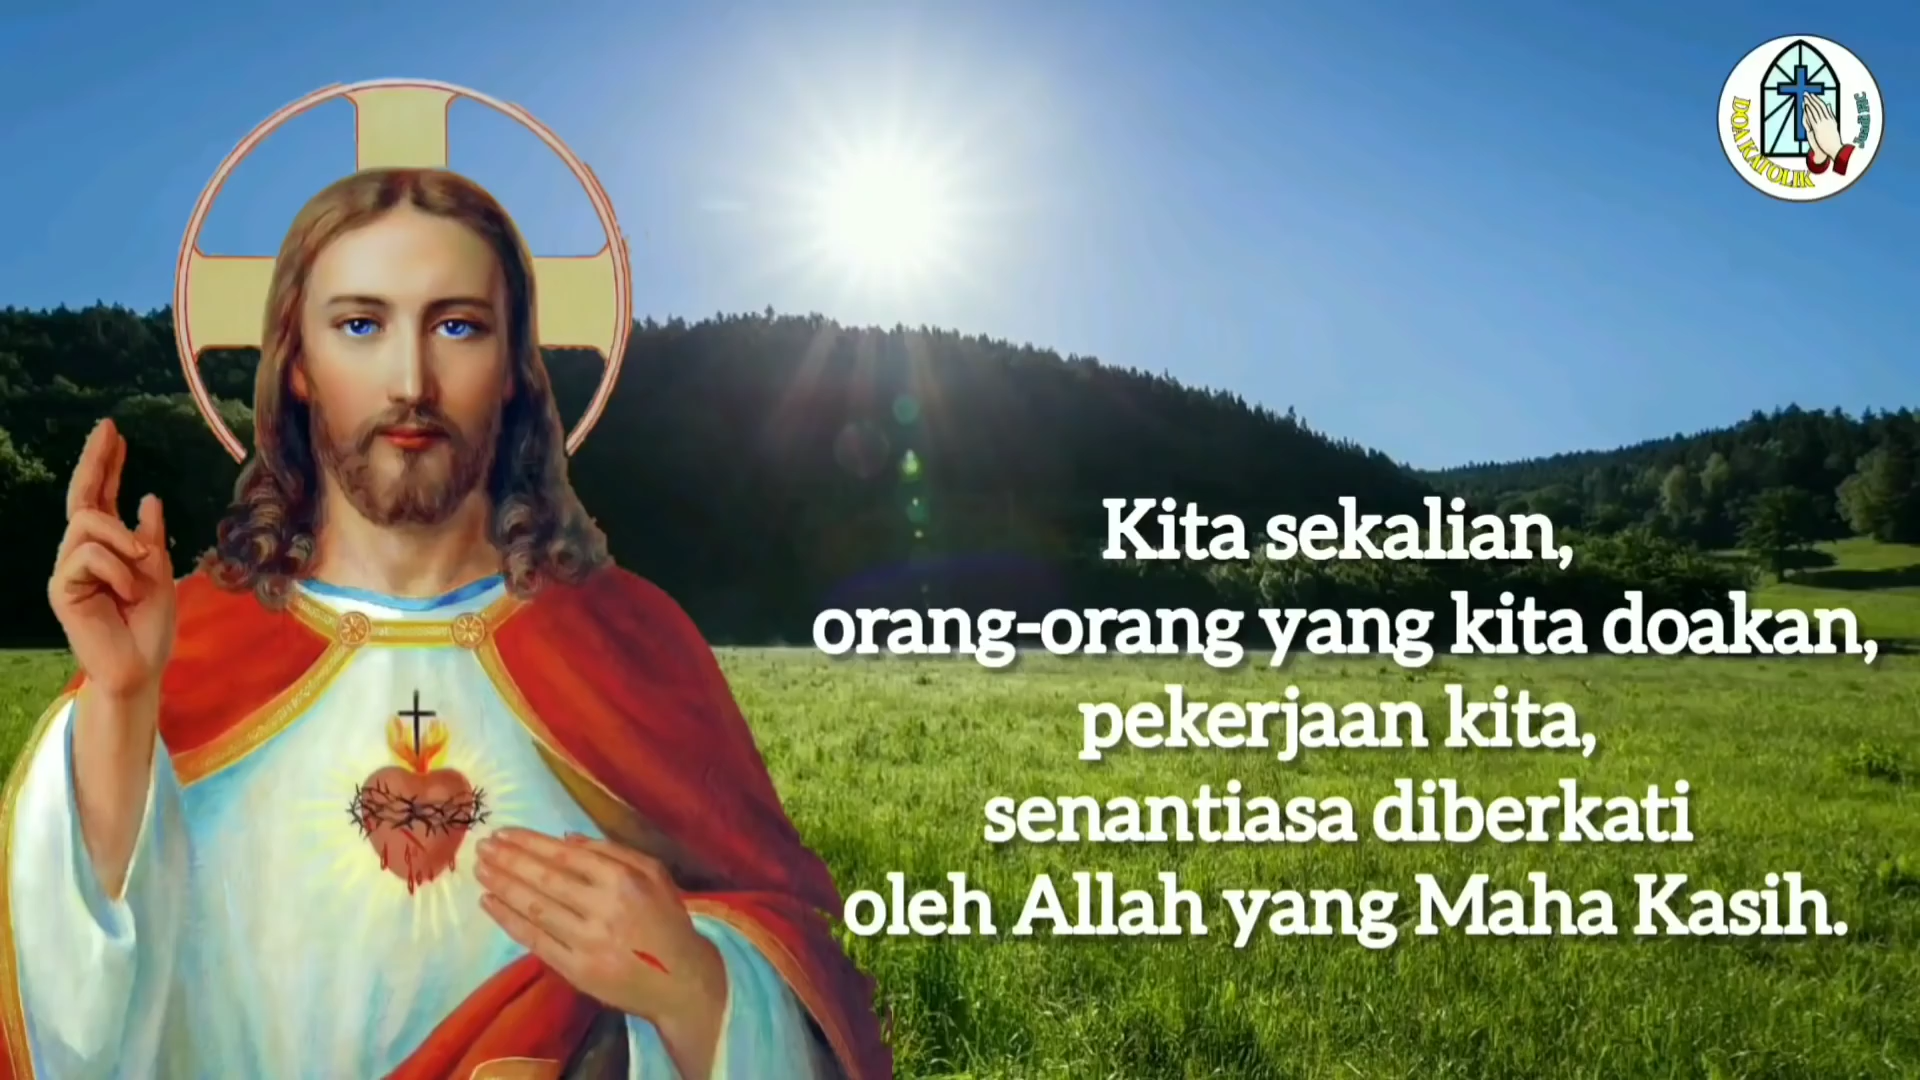 DOA KATOLIK
Kita sekalian,
orang-orang yang kita doakan,
pekerjaan kita,
senantiasa diberkati
oleh Allah yang Maha Kasih.